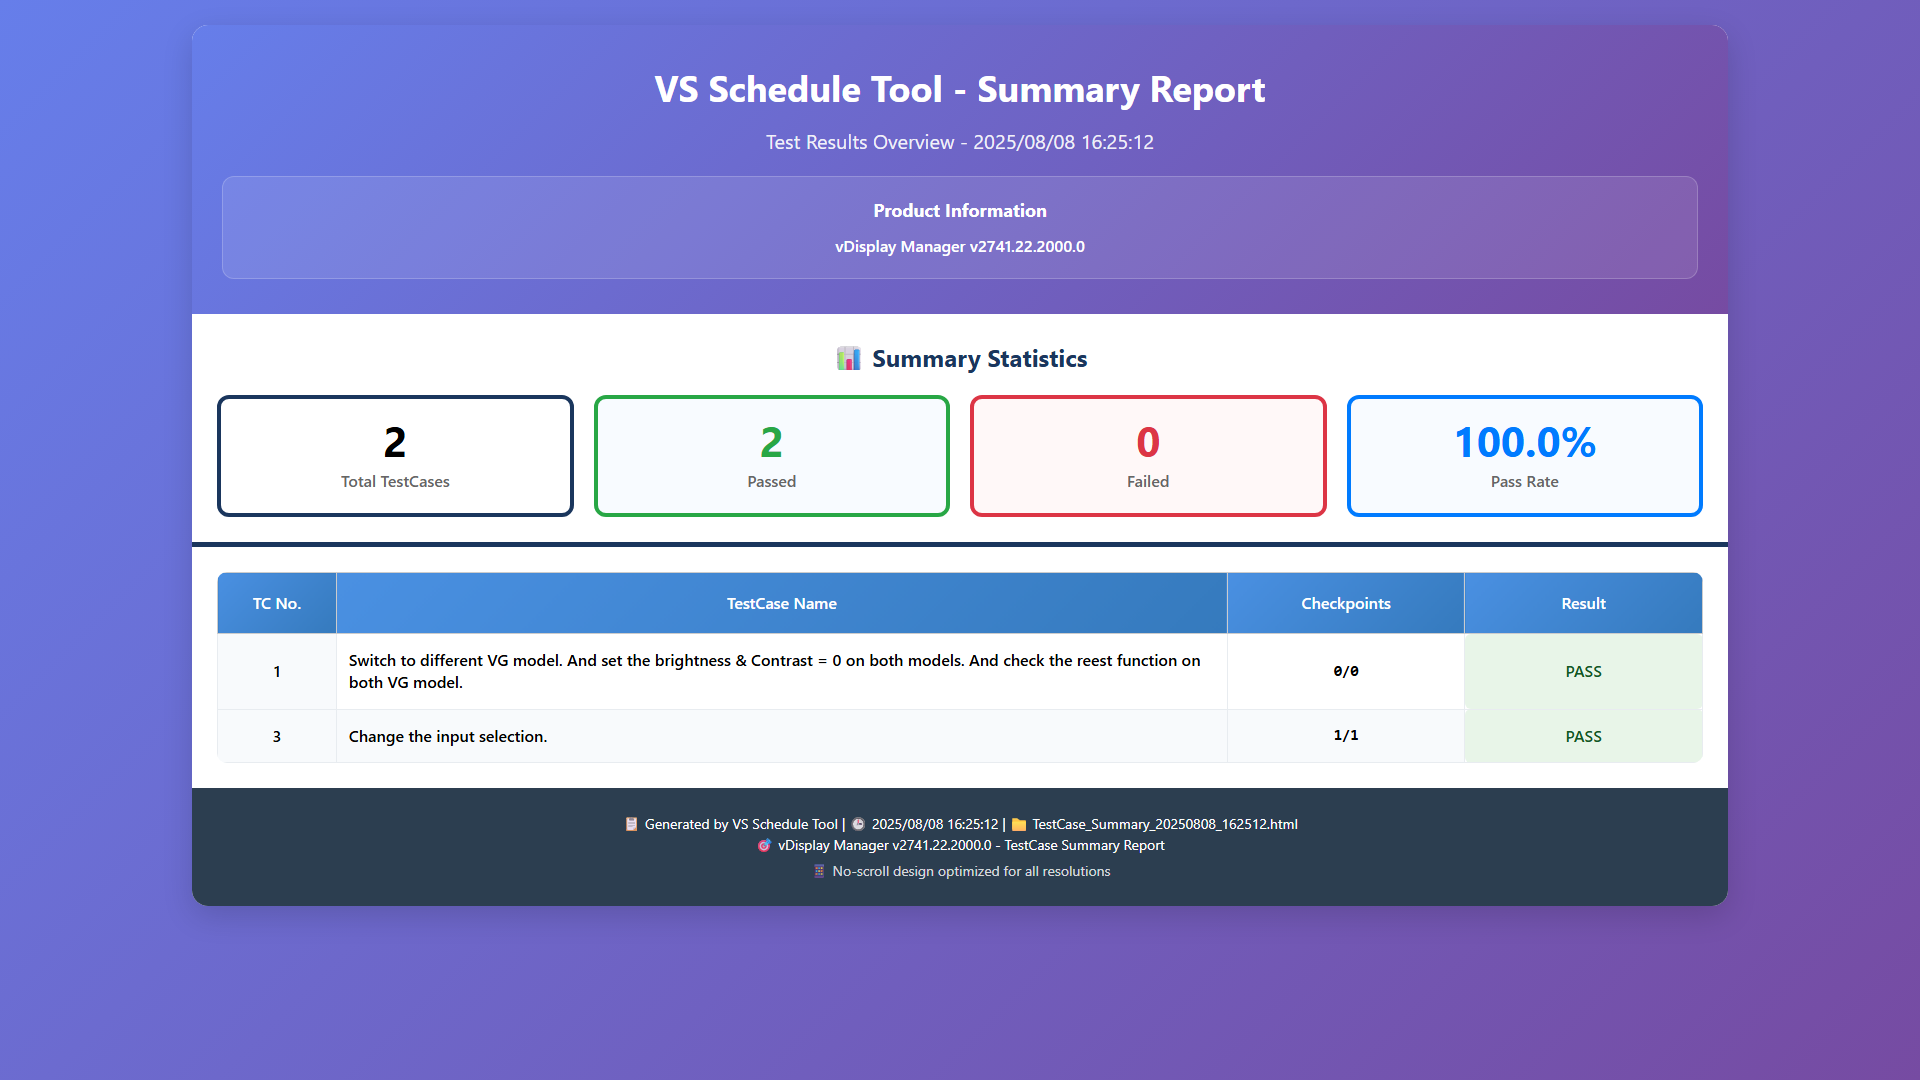 VS Schedule Tool - Summary Report
Test Results Overview - 2025/08/08 16:25:12
Product Information
vDisplay Manager v2741.22.2000.0
📊 Summary Statistics
2
Total TestCases
2
Passed
0
Failed
100.0%
Pass Rate
TC No. TestCase Name Checkpoints Result
1 Switch to different VG model. And set the brightness & Contrast = 0 on both models. And check the reest function on
both VG model. 0/0 PASS
3 Change the input selection. 1/1 PASS
📋 Generated by VS Schedule Tool | 🕒 2025/08/08 16:25:12 | 📁 TestCase_Summary_20250808_162512.html
🎯 vDisplay Manager v2741.22.2000.0 - TestCase Summary Report
📱 No-scroll design optimized for all resolutions